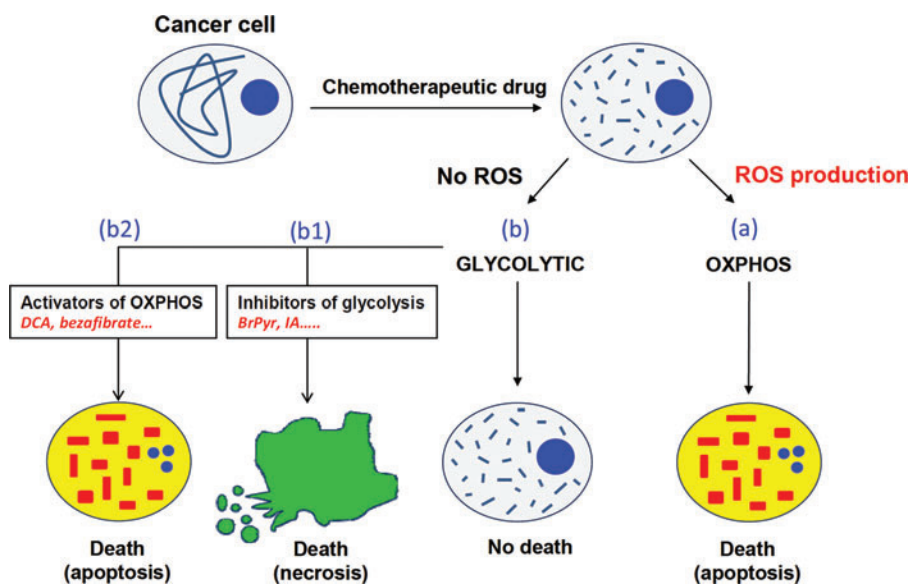 Cancer cell
Chemotherapeutic drug
No ROS
ROS production
(b2)
(b1)
(b)
(a)
GLYCOLYTIC
OXPHOS
Activators of OXPHOS
DCA, bezafibrate...
Inhibitors of glycolysis
BrPyr, IA.....
Death
(apoptosis)
Death
(necrosis)
No death
Death
(apoptosis)